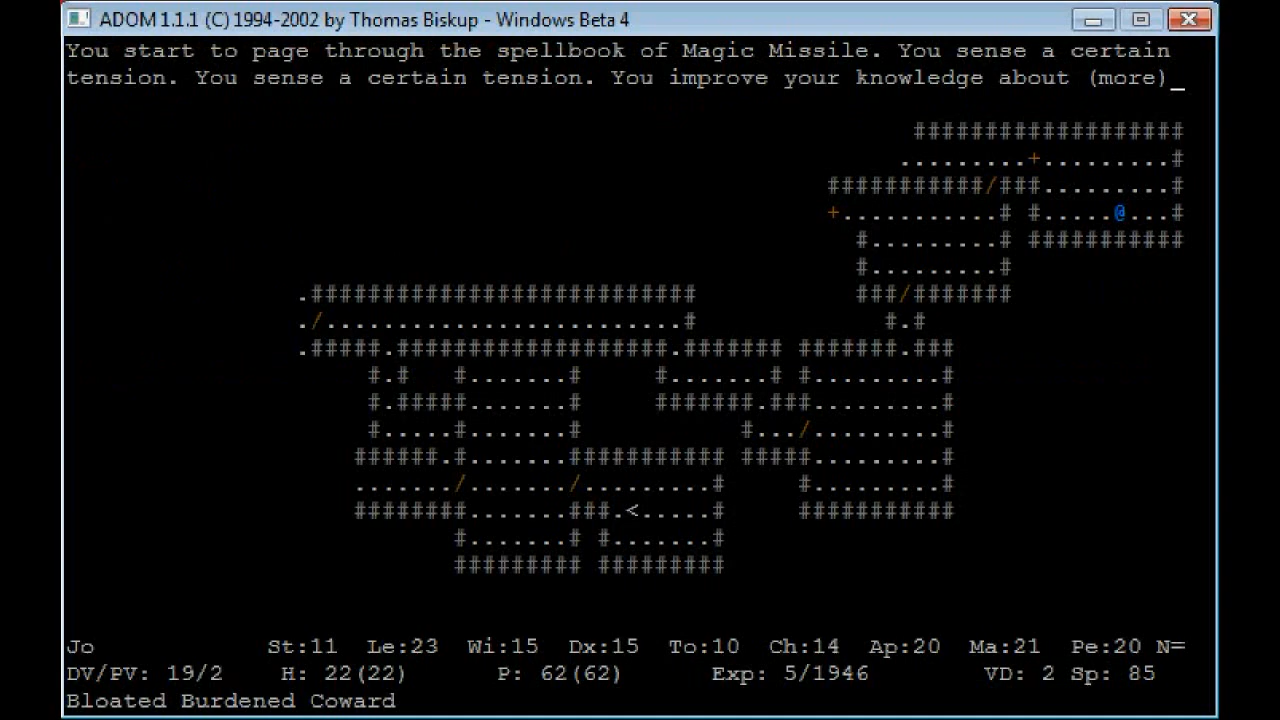 ADOM 1.1.1 (C) 1994-2002 by Thomas Biskup - Windows Beta 4
You start to page through the spellbook of Magic Missile. You sense a certain
tension. You sense a certain tension. You improve your knowledge about (more)_
###################
.........+.........#
###########/###.........#
+...........# #.....@...#
#.........# ###########
#.........#
.########################### ###/#######
./.........................# #.#
.#####.###################.####### #######.###
#.# #.......# #.......# #.........#
#.#####.......# #######.###.........#
#.....#.......# #.../.........#
######.#.......########### #####.........#
......./......./.........# #.........#
########.......###.<.....# ###########
#.......# #.......#
######### #########
Jo St:11 Le:23 Wi:15 Dx:15 To:10 Ch:14 Ap:20 Ma:21 Pe:20 N=
DV/PV: 19/2 H: 22(22) P: 62(62) Exp: 5/1946 VD: 2 Sp: 85
Bloated Burdened Coward